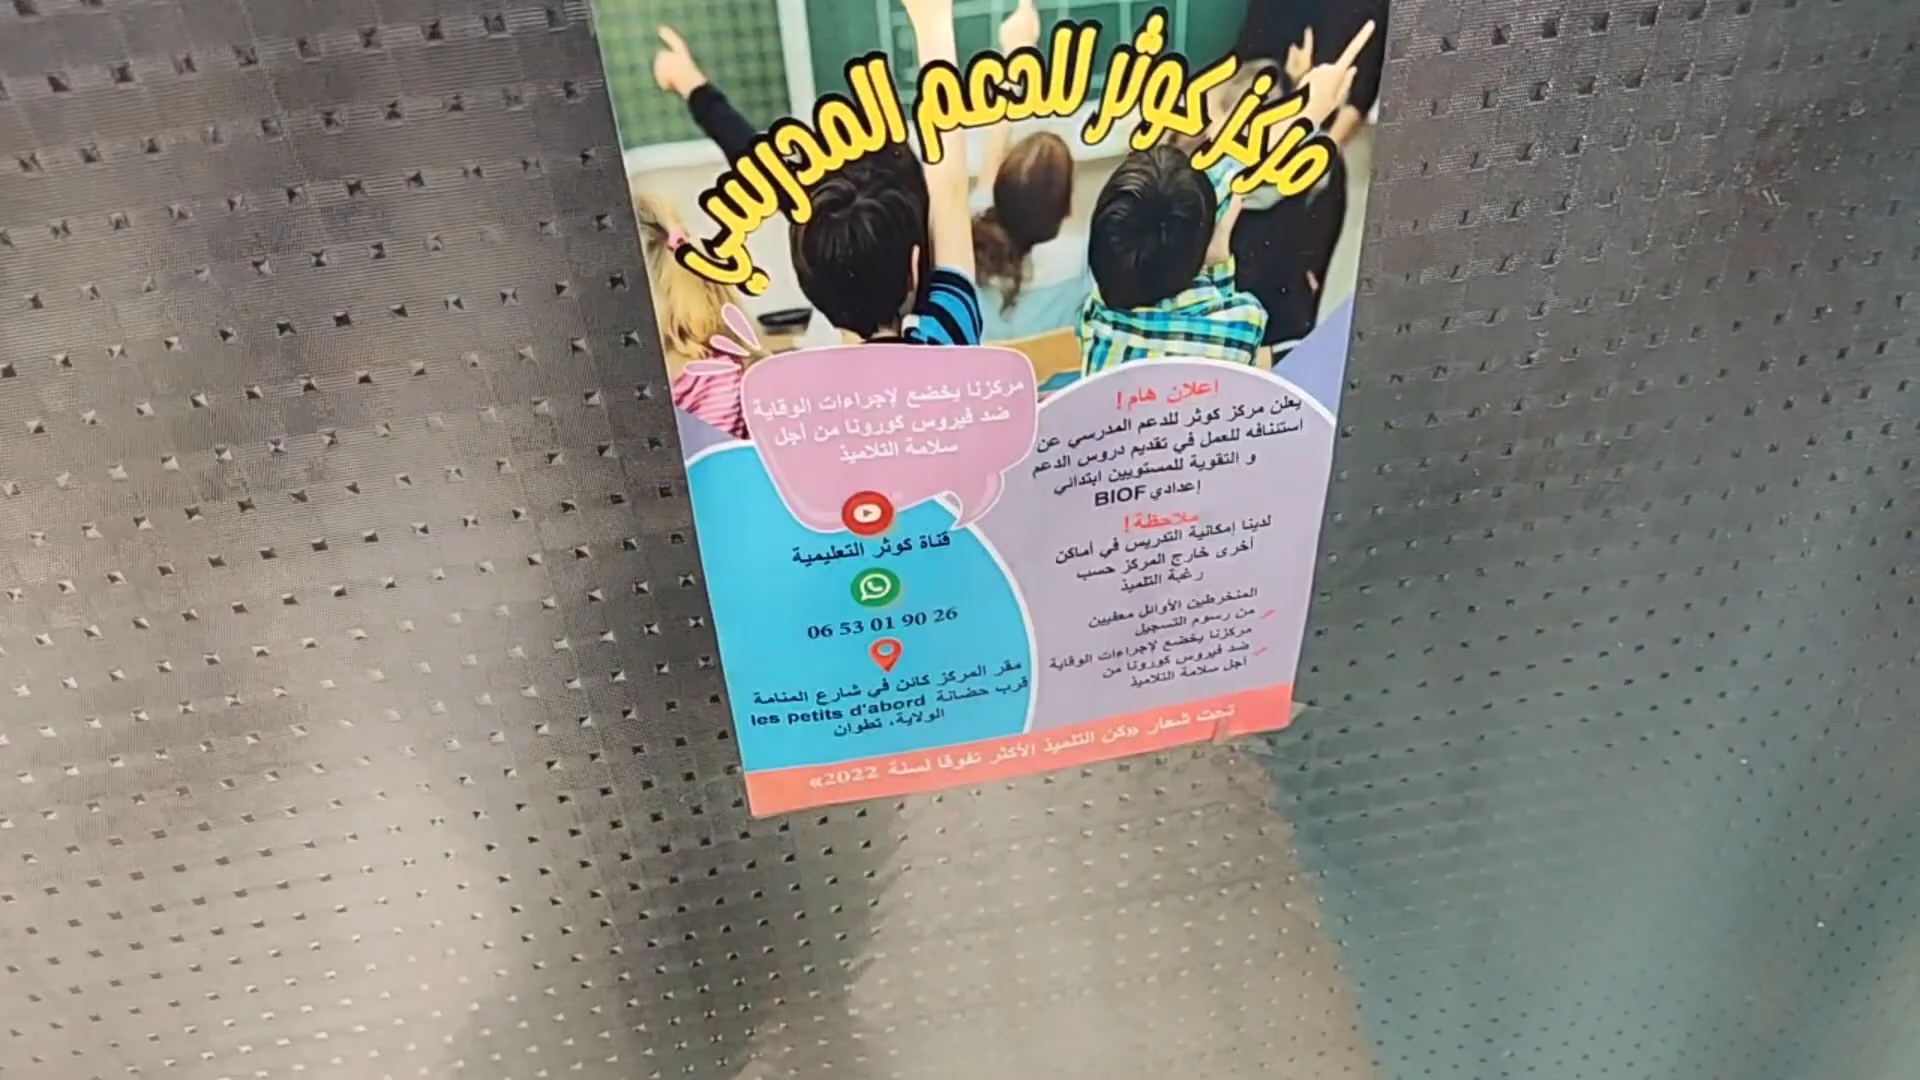 مركز كوثر للدعم المدرسي
اعلان هام!
يعلن مركز كوثر للدعم المدرسي عن
استئنافه للعمل في تقديم دروس الدعم
و التقوية للمستويين ابتدائي
إعدادي BIOF
ملاحظة!
لدينا إمكانية التدريس في أماكن
أخرى خارج المركز حسب
رغبة التلميذ
المنخرطين الأوائل معفيين
من رسوم التسجيل
مركزنا يخضع لإجراءات الوقاية
ضد فيروس كورونا من
أجل سلامة التلاميذ
مركزنا يخضع لإجراءات الوقاية
ضد فيروس كورونا من أجل
سلامة التلاميذ
قناة كوثر التعليمية
06 53 01 90 26
مقر المركز كائن في شارع المنامة
قرب حضانة les petits d'abord
الولاية، تطوان
تحت شعار «كن التلميذ الأكثر تفوقا لسنة 2022»